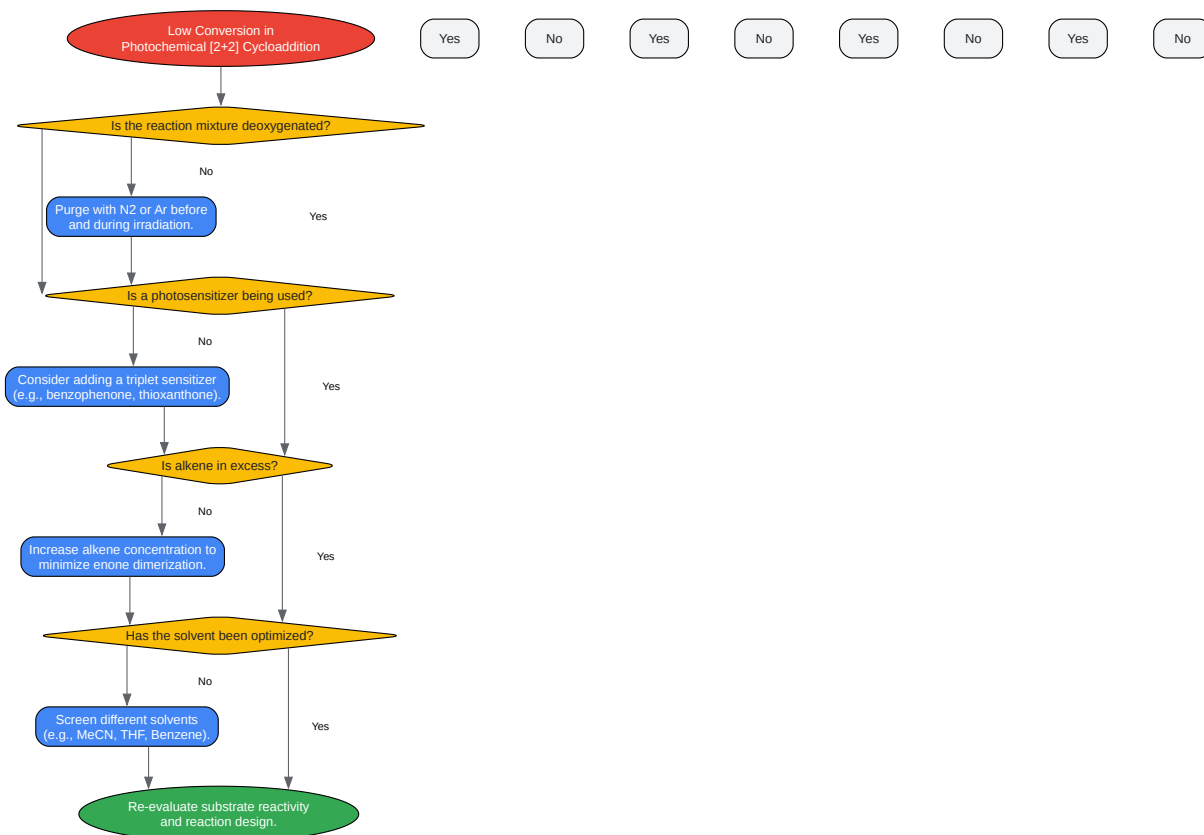 Low Conversion in
Photochemical [2+2] Cycloaddition
Yes
No
Yes
No
Yes
No
Yes
No
Is the reaction mixture deoxygenated?
No
Purge with N2 or Ar before
and during irradiation.
Yes
Is a photosensitizer being used?
No
Consider adding a triplet sensitizer
(e.g., benzophenone, thioxanthone).
Yes
Is alkene in excess?
No
Increase alkene concentration to
minimize enone dimerization.
Yes
Has the solvent been optimized?
No
Screen different solvents
(e.g., MeCN, THF, Benzene).
Yes
Re-evaluate substrate reactivity
and reaction design.